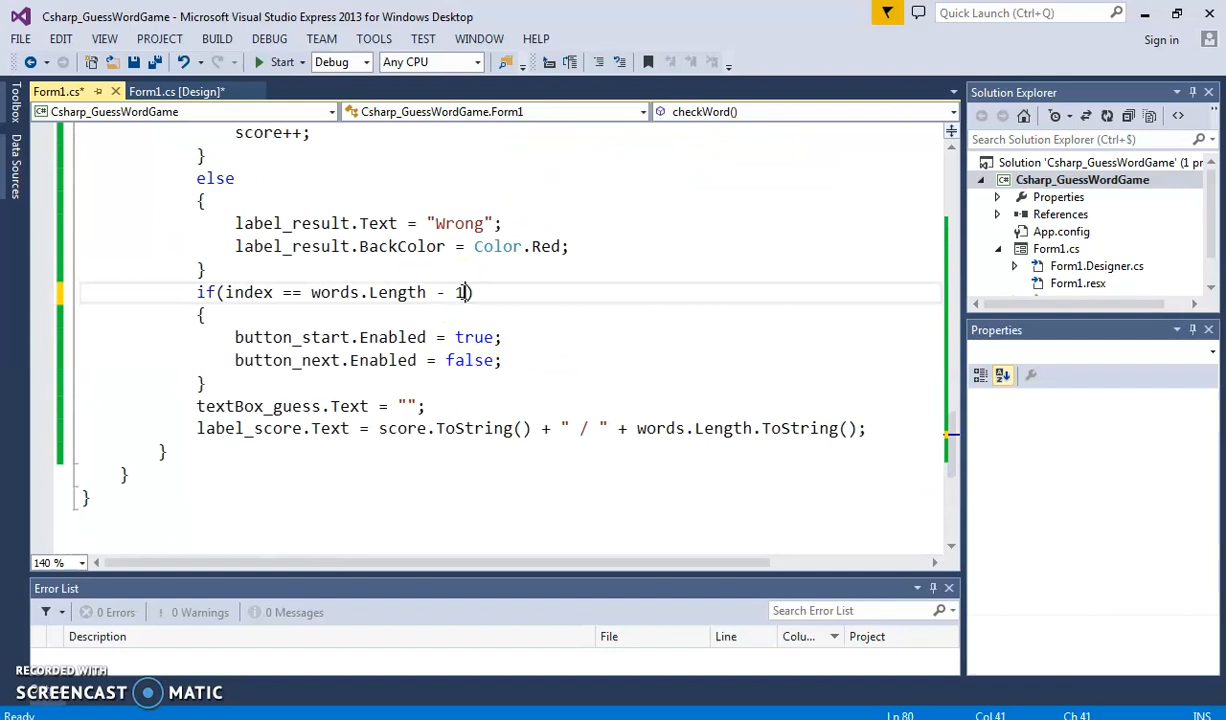 Csharp_GuessWordGame - Microsoft Visual Studio Express 2013 for Windows Desktop
Quick Launch (Ctrl+Q)
FILE EDIT VIEW PROJECT BUILD DEBUG TEAM TOOLS TEST WINDOW HELP
Sign in
Start Debug Any CPU
Toolbox
Data Sources
Form1.cs* Form1.cs [Design]*
Csharp_GuessWordGame Csharp_GuessWordGame.Form1 checkWord()
score++;
}
else
{
label_result.Text = "Wrong";
label_result.BackColor = Color.Red;
}
if(index == words.Length - 1)
{
button_start.Enabled = true;
button_next.Enabled = false;
}
textBox_guess.Text = "";
label_score.Text = score.ToString() + " / " + words.Length.ToString();
}
}
}
140 %
Solution Explorer
Search Solution Explorer (Ctrl+$)
Solution 'Csharp_GuessWordGame' (1 pr
Csharp_GuessWordGame
Properties
References
App.config
Form1.cs
Form1.Designer.cs
Form1.resx
Properties
Error List
0 Errors 0 Warnings 0 Messages
Search Error List
Description File Line Colu... Project
RECORDED WITH
SCREENCAST MATIC
Ready Ln 80 Col 41 Ch 41 INS